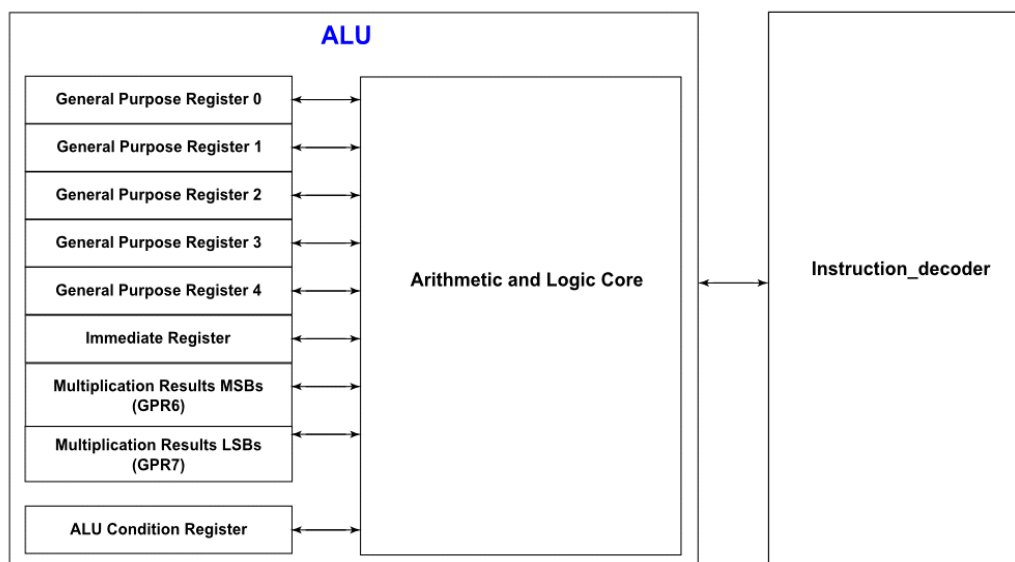 ALU
General Purpose Register 0
General Purpose Register 1
General Purpose Register 2
General Purpose Register 3
General Purpose Register 4
Immediate Register
Multiplication Results MSBs
(GPR6)
Multiplication Results LSBs
(GPR7)
ALU Condition Register
Arithmetic and Logic Core
Instruction_decoder